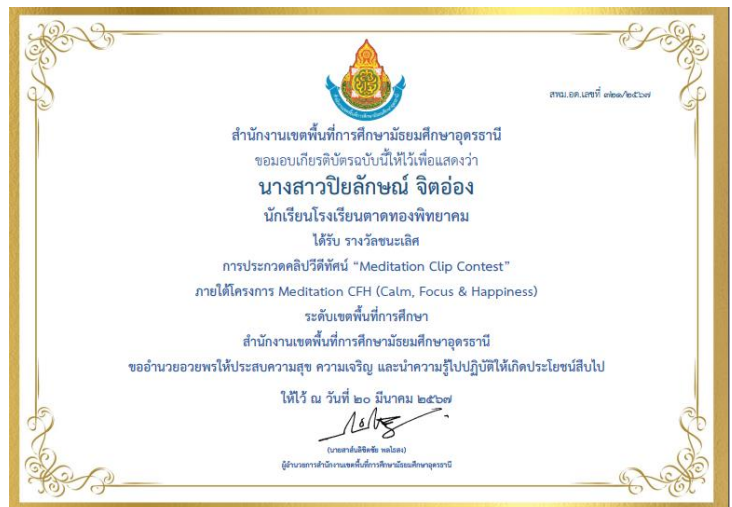 สพม.อด.เลขที่ ๓๒๑/๒๕๖๗
สำนักงานเขตพื้นที่การศึกษามัธยมศึกษาอุดรธานี
ขอมอบเกียรติบัตรฉบับนี้ให้ไว้เพื่อแสดงว่า
นางสาวปิยลักษณ์ จิตอ่อง
นักเรียนโรงเรียนตาดทองพิทยาคม
ได้รับ รางวัลชนะเลิศ
การประกวดคลิปวีดีทัศน์ “Meditation Clip Contest”
ภายใต้โครงการ Meditation CFH (Calm, Focus & Happiness)
ระดับเขตพื้นที่การศึกษา
สำนักงานเขตพื้นที่การศึกษามัธยมศึกษาอุดรธานี
ขออำนวยอวยพรให้ประสบความสุข ความเจริญ และนำความรู้ไปปฏิบัติให้เกิดประโยชน์สืบไป
ให้ไว้ ณ วันที่ ๒๐ มีนาคม ๒๕๖๗
ผู้อำนวยการสำนักงานเขตพื้นที่การศึกษามัธยมศึกษาอุดรธานี